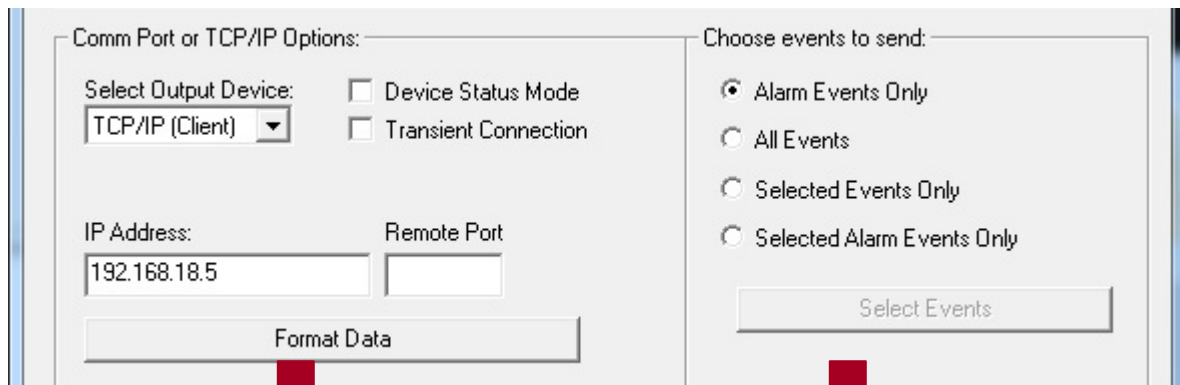 Comm Port or TCP/IP Options:
Select Output Device:
TCP/IP (Client)
Device Status Mode
Transient Connection
IP Address:
192.168.18.5
Remote Port
Format Data
Choose events to send:
Alarm Events Only
All Events
Selected Events Only
Selected Alarm Events Only
Select Events